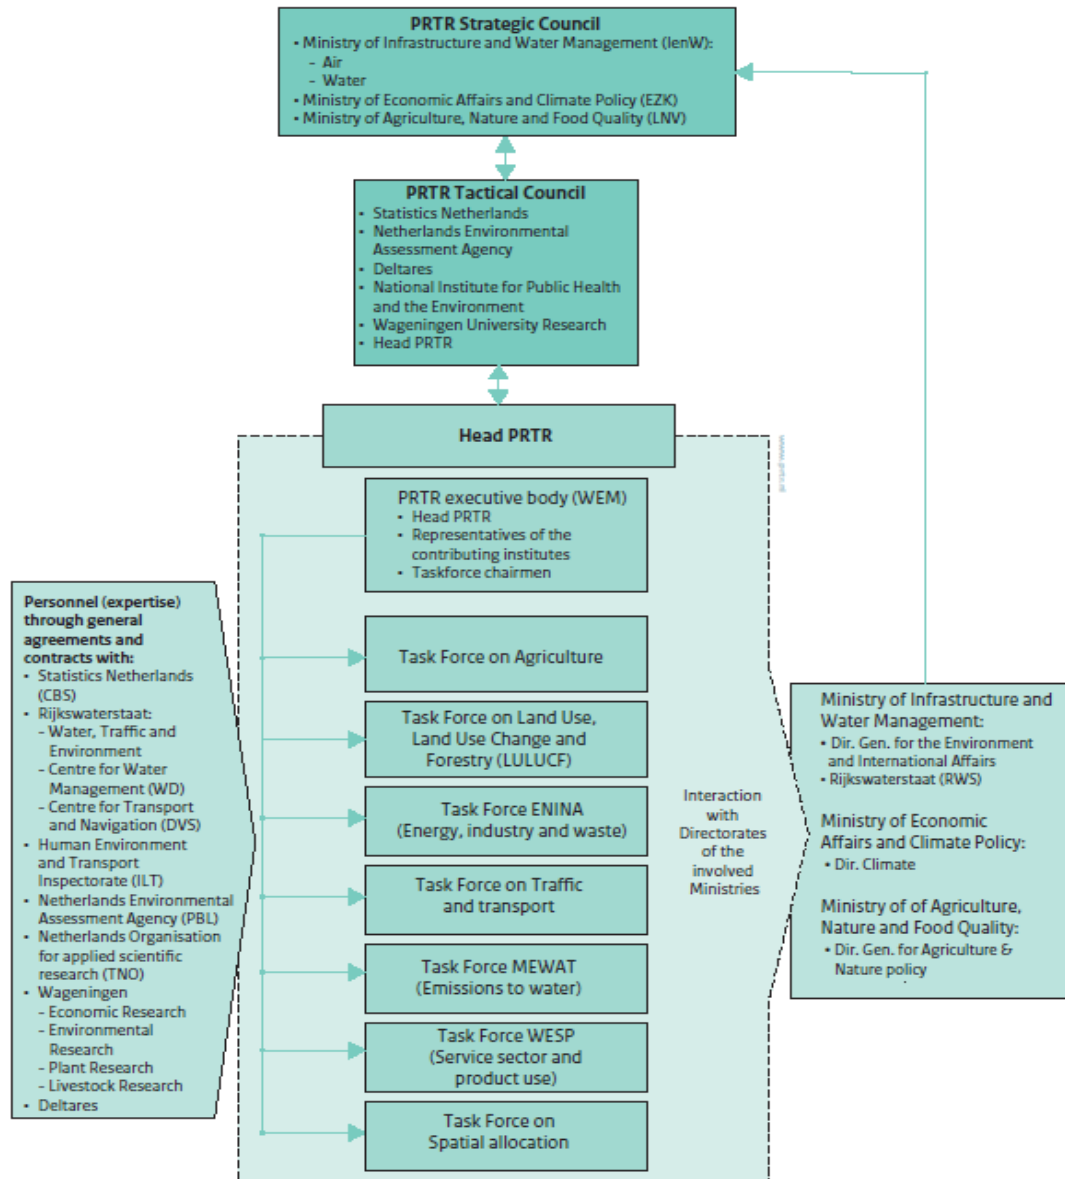 PRTR Strategic Council
• Ministry of Infrastructure and Water Management (IenW):
– Air
– Water
• Ministry of Economic Affairs and Climate Policy (EZK)
• Ministry of Agriculture, Nature and Food Quality (LNV)
PRTR Tactical Council
• Statistics Netherlands
• Netherlands Environmental
Assessment Agency
• Deltares
• National Institute for Public Health
and the Environment
• Wageningen University Research
• Head PRTR
Head PRTR
www.prtr.nl
PRTR executive body (WEM)
• Head PRTR
• Representatives of the
contributing institutes
• Taskforce chairmen
Personnel (expertise)
through general
agreements and
contracts with:
• Statistics Netherlands
(CBS)
• Rijkswaterstaat:
– Water, Traffic and
Environment
– Centre for Water
Management (WD)
– Centre for Transport
and Navigation (DVS)
• Human Environment
and Transport
Inspectorate (ILT)
• Netherlands Environmental
Assessment Agency (PBL)
• Netherlands Organisation
for applied scientific
research (TNO)
• Wageningen
– Economic Research
– Environmental
Research
– Plant Research
– Livestock Research
• Deltares
Task Force on Agriculture
Task Force on Land Use,
Land Use Change and
Forestry (LULUCF)
Task Force ENINA
(Energy, industry and waste)
Task Force on Traffic
and transport
Task Force MEWAT
(Emissions to water)
Task Force WESP
(Service sector and
product use)
Task Force on
Spatial allocation
Interaction
with
Directorates
of the
involved
Ministries
Ministry of Infrastructure and
Water Management:
• Dir. Gen. for the Environment
and International Affairs
• Rijkswaterstaat (RWS)
Ministry of Economic
Affairs and Climate Policy:
• Dir. Climate
Ministry of of Agriculture,
Nature and Food Quality:
• Dir. Gen. for Agriculture &
Nature policy